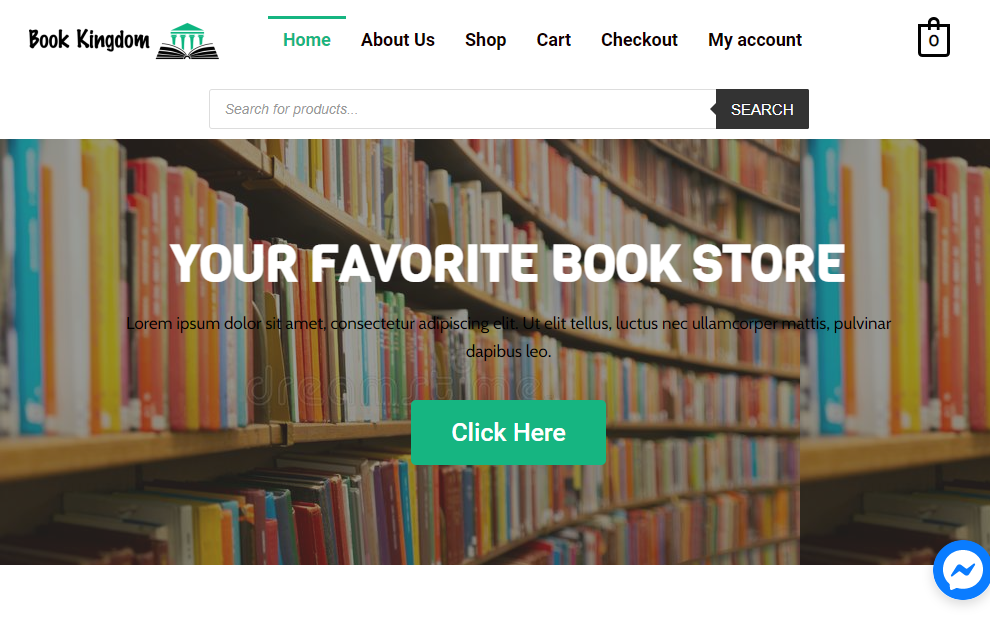 Book Kingdom
Home About Us Shop Cart Checkout My account
0
Search for products...
SEARCH
YOUR FAVORITE BOOK STORE
Lorem ipsum dolor sit amet, consectetur adipiscing elit. Ut elit tellus, luctus nec ullamcorper mattis, pulvinar
dapibus leo.
dreamstime
Click Here